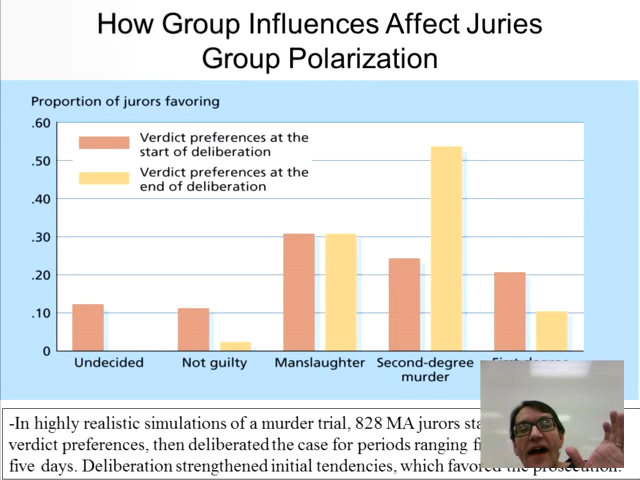 How Group Influences Affect Juries
Group Polarization
Proportion of jurors favoring
.60
Verdict preferences at the
start of deliberation
.50
Verdict preferences at the
end of deliberation
.40
.30
.20
.10
0
Undecided Not guilty Manslaughter Second-degree
murder
-In highly realistic simulations of a murder trial, 828 MA jurors
verdict preferences, then deliberated the case for periods ranging
five days. Deliberation strengthened initial tendencies, which favored the prosecution.